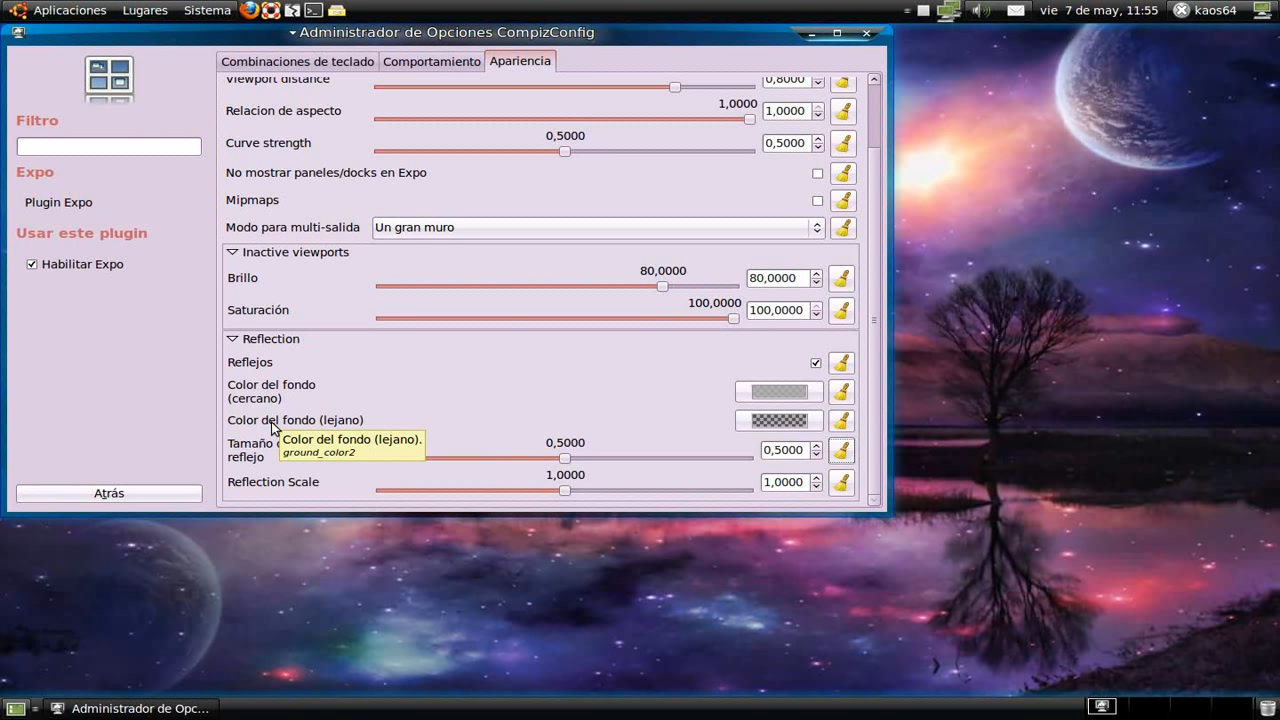 Aplicaciones Lugares Sistema vie 7 de may, 11:55 kaos64
Administrador de Opciones CompizConfig
Combinaciones de teclado Comportamiento Apariencia
Viewport distance 0,8000
Filtro
Relacion de aspecto 1,0000 1,0000
Curve strength 0,5000 0,5000
Expo
No mostrar paneles/docks en Expo
Plugin Expo
Mipmaps
Usar este plugin
Modo para multi-salida Un gran muro
Inactive viewports
Habilitar Expo
Brillo 80,0000 80,0000
Saturación 100,0000 100,0000
Reflection
Reflejos
Color del fondo
(cercano)
Color del fondo (lejano)
Color del fondo (lejano).
ground_color2
Tamaño
reflejo 0,5000 0,5000
Reflection Scale 1,0000 1,0000
Atrás
Administrador de Opc...